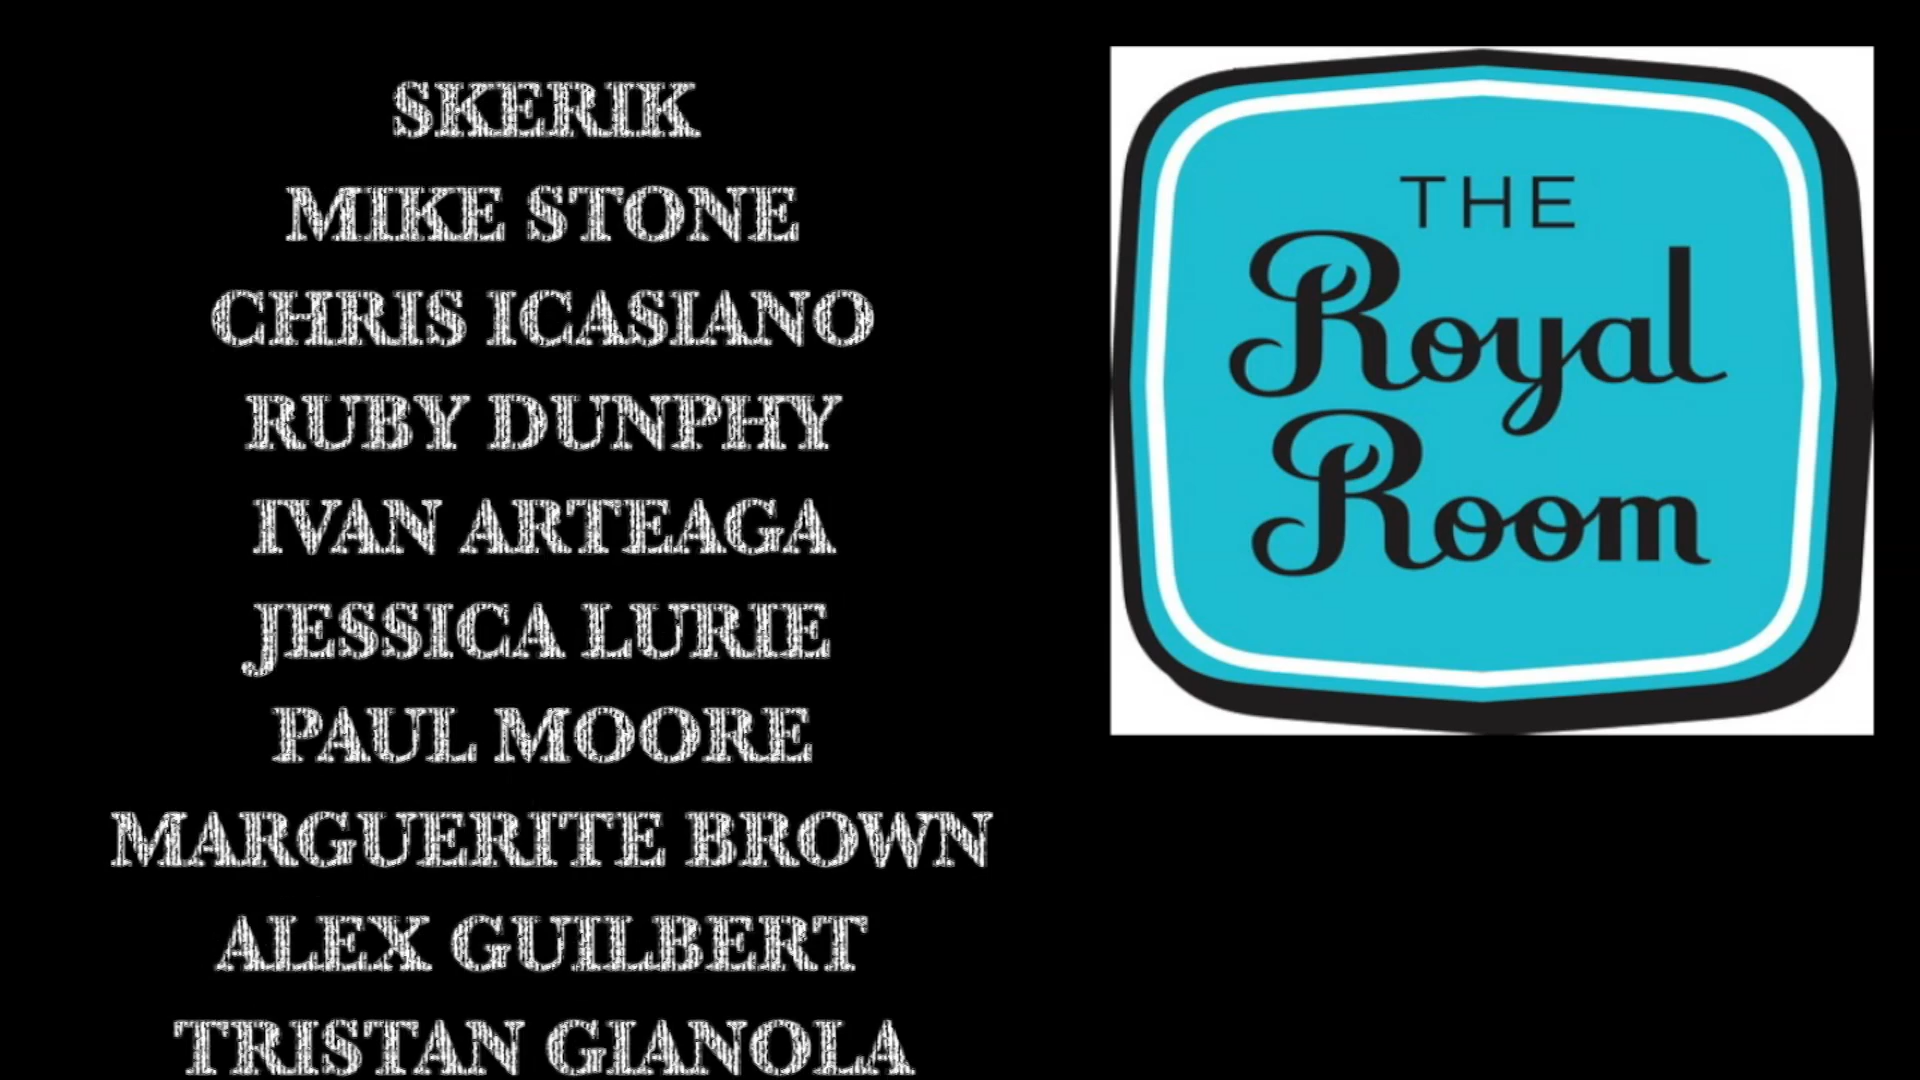 SKERIK
MIKE STONE
CHRIS ICASIANO
RUBY DUNPHY
IVAN ARTEAGA
JESSICA LURIE
PAUL MOORE
MARGUERITE BROWN
ALEX GUILBERT
TRISTAN GIANOLA
THE
Royal
Room